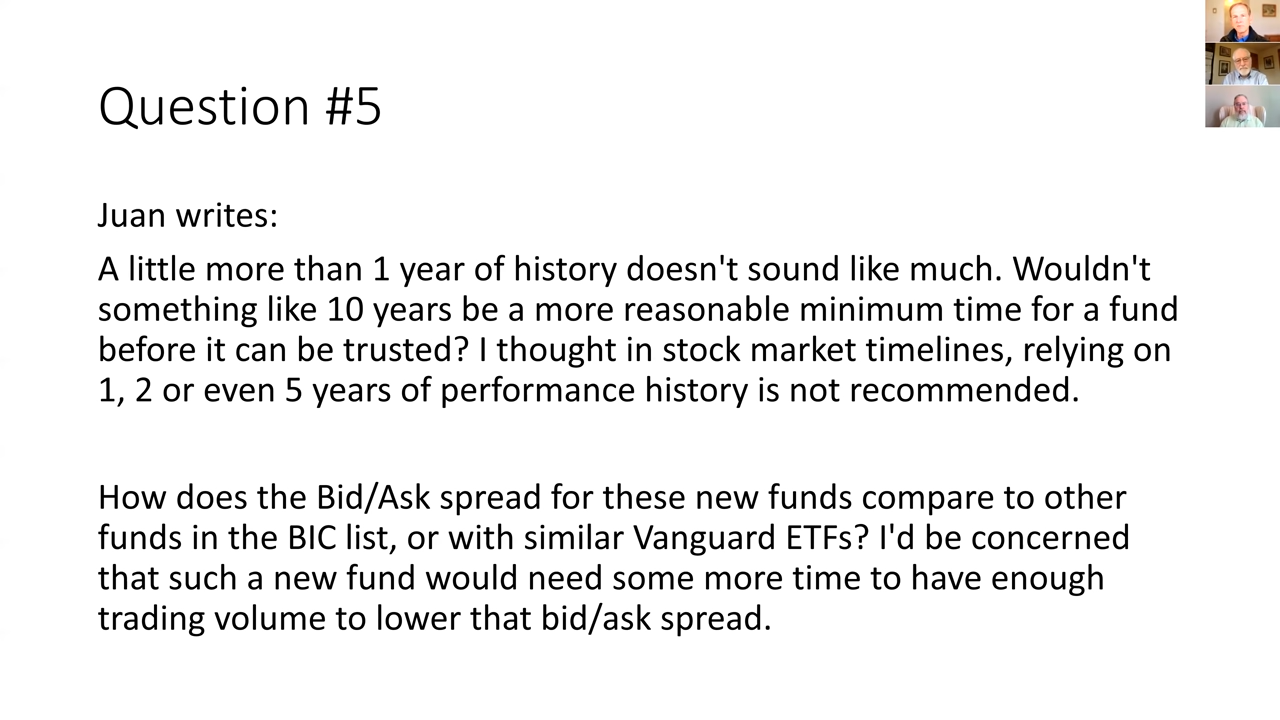 Question #5
Juan writes:
A little more than 1 year of history doesn't sound like much. Wouldn't
something like 10 years be a more reasonable minimum time for a fund
before it can be trusted? I thought in stock market timelines, relying on
1, 2 or even 5 years of performance history is not recommended.
How does the Bid/Ask spread for these new funds compare to other
funds in the BIC list, or with similar Vanguard ETFs? I'd be concerned
that such a new fund would need some more time to have enough
trading volume to lower that bid/ask spread.